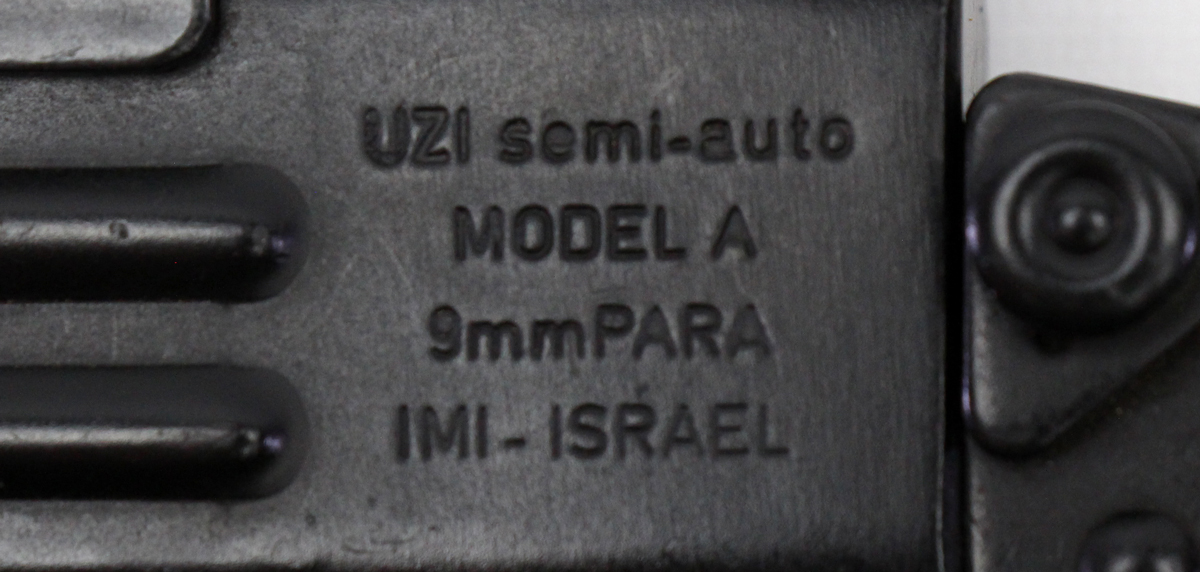 UZI semi-auto
MODEL A
9mmPARA
IMI - ISRAEL